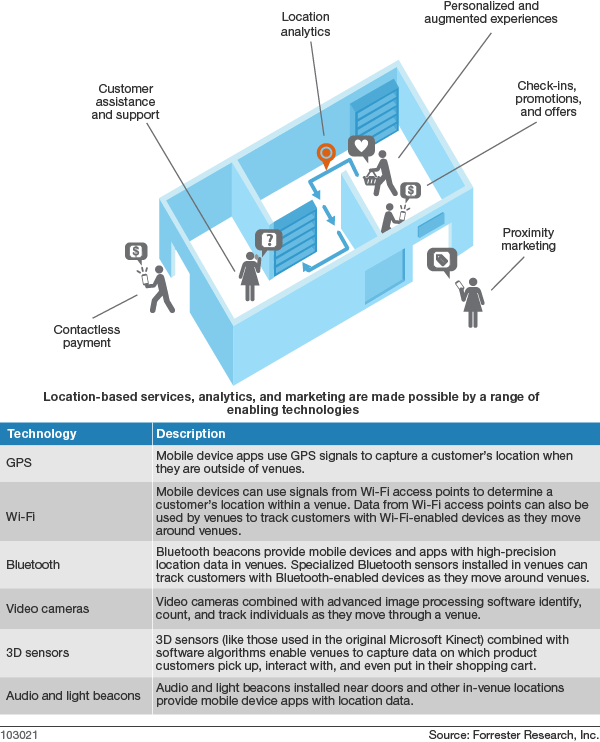 Personalized and
augmented experiences
Location
analytics
Customer
assistance
and support
Check-ins,
promotions,
and offers
$
?
$
Proximity
marketing
Contactless
payment
Location-based services, analytics, and marketing are made possible by a range of
enabling technologies
Technology Description
GPS
Mobile device apps use GPS signals to capture a customer's location when
they are outside of venues.
Wi-Fi
Mobile devices can use signals from Wi-Fi access points to determine a
customer's location within a venue. Data from Wi-Fi access points can also be
used by venues to track customers with Wi-Fi-enabled devices as they move
around venues.
Bluetooth
Bluetooth beacons provide mobile devices and apps with high-precision
location data in venues. Specialized Bluetooth sensors installed in venues can
track customers with Bluetooth-enabled devices as they move around venues.
Video cameras
Video cameras combined with advanced image processing software identify,
count, and track individuals as they move through a venue.
3D sensors
3D sensors (like those used in the original Microsoft Kinect) combined with
software algorithms enable venues to capture data on which product
customers pick up, interact with, and even put in their shopping cart.
Audio and light beacons
Audio and light beacons installed near doors and other in-venue locations
provide mobile device apps with location data.
103021 Source: Forrester Research, Inc.